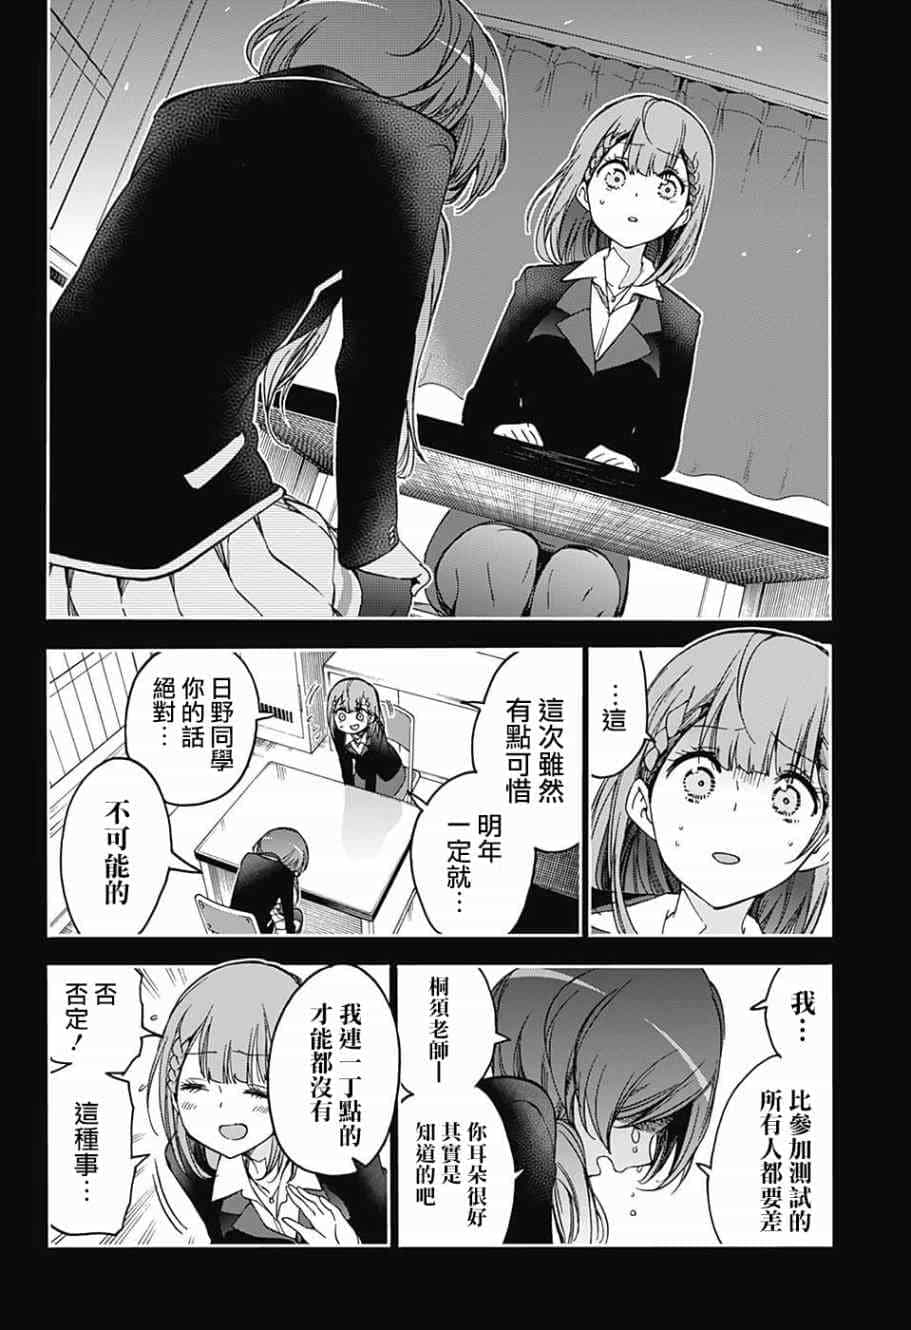 …這
這次雖然
有點可惜
明年
一定就…
日野同學
你的話
絕對…
不可能的
我…
比參加測試的
所有人都要差
桐須老師ー
你耳朵很好
其實是
知道的吧
我連一丁點的
才能都沒有
否
否定！
這種事…